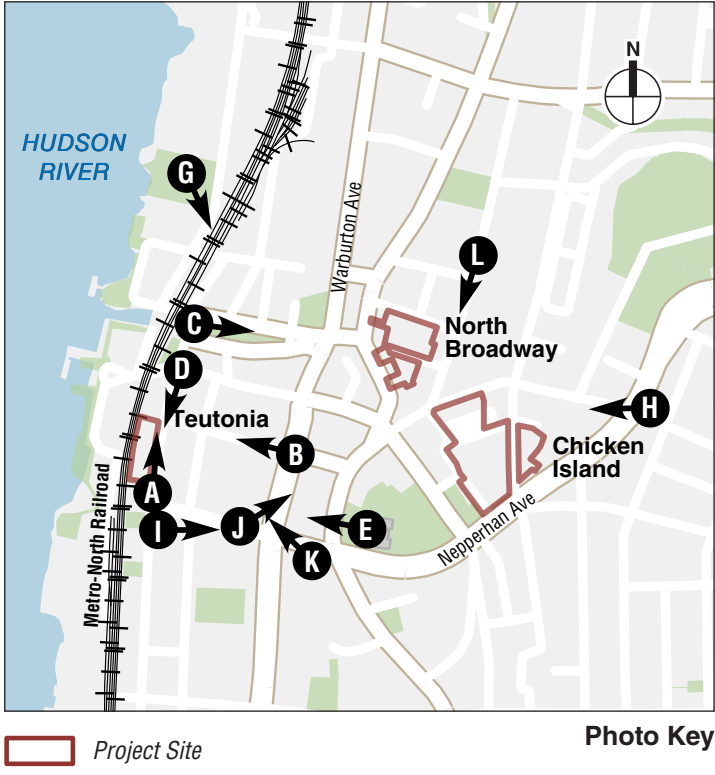 N
HUDSON
RIVER
G
Warburton Ave
L
C
North
Broadway
D
Teutonia
H
B
Chicken
Island
A
Metro-North Railroad
I
J
E
Nepperhan Ave
K
Photo Key
Project Site